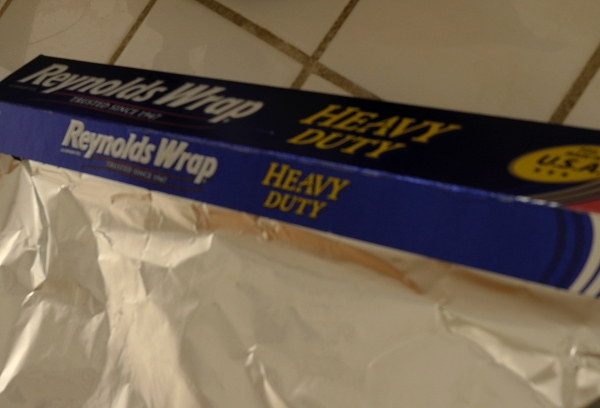 Reynolds Wrap
TRUSTED SINCE 1947
HEAVY
DUTY
U.S.A
Reynolds Wrap
TRUSTED SINCE 1947
HEAVY
DUTY